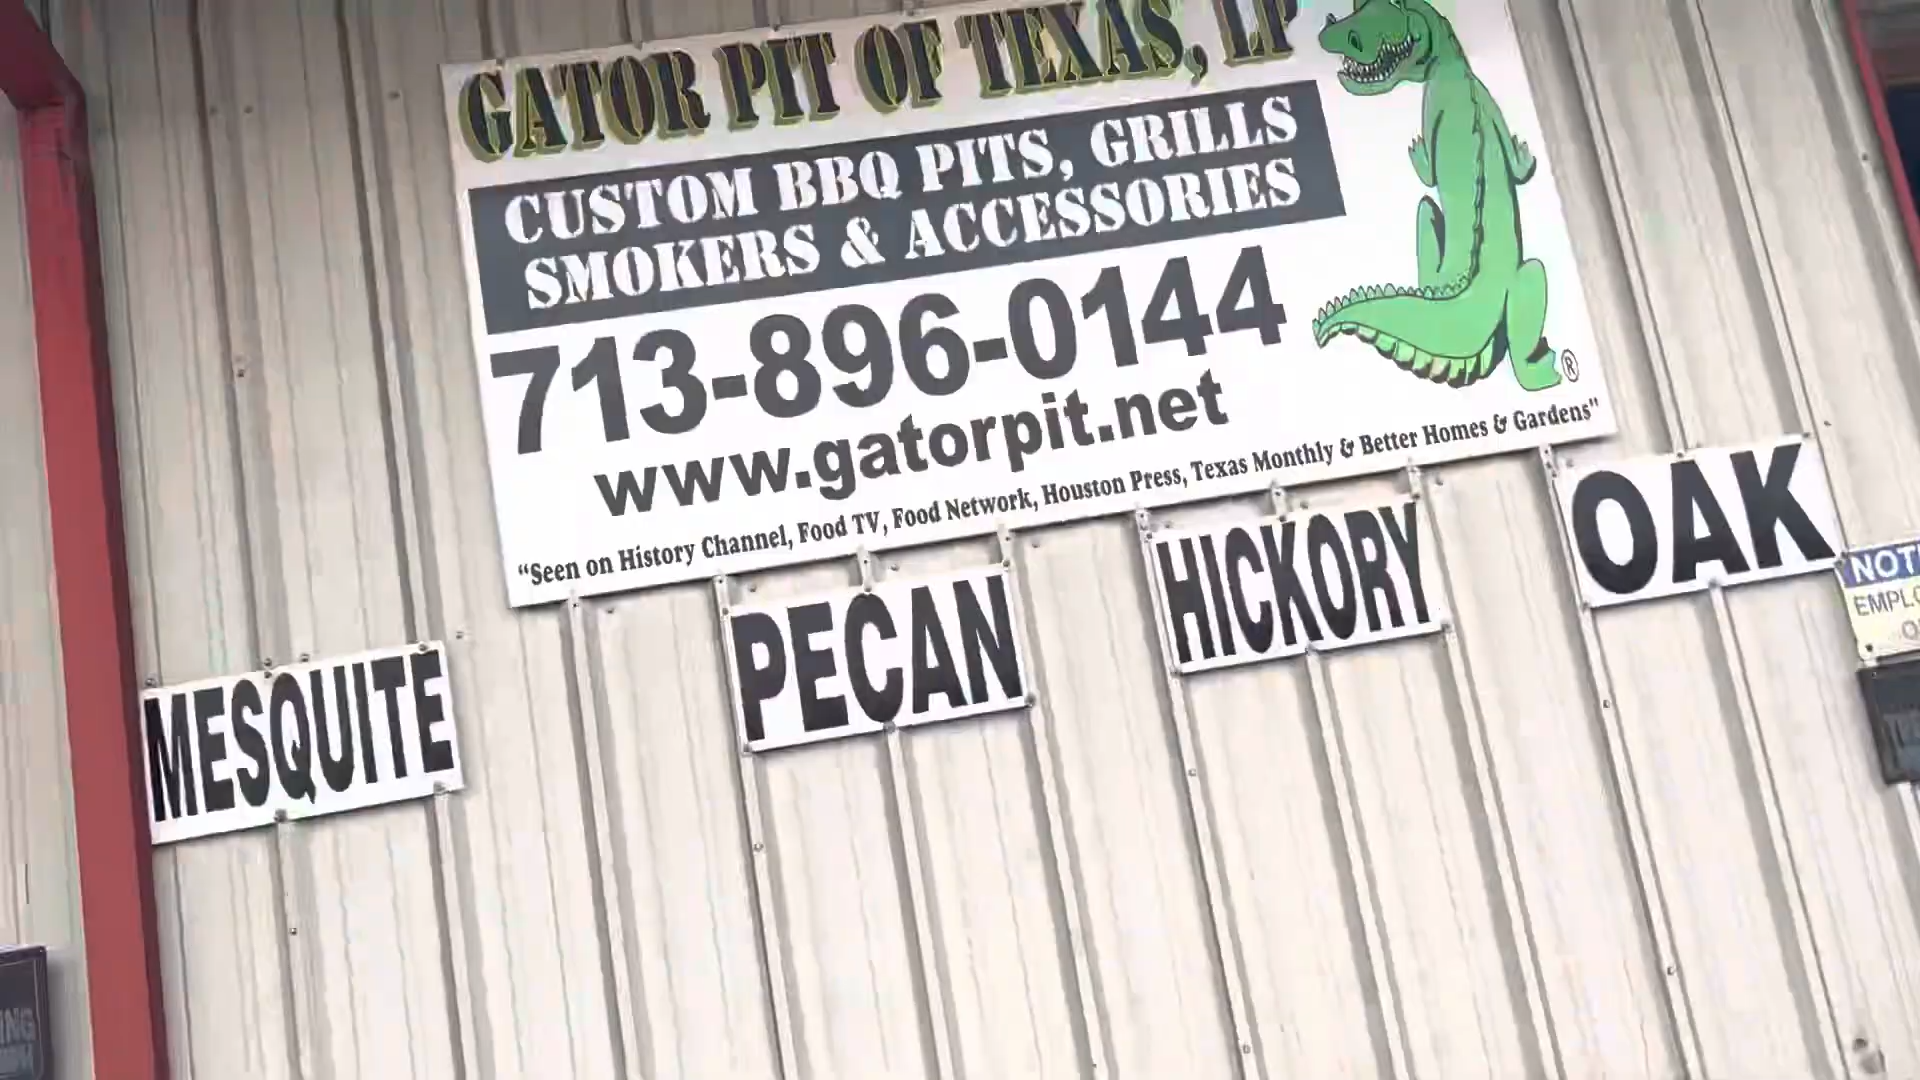 GATOR PIT OF TEXAS, LP
CUSTOM BBQ PITS, GRILLS
SMOKERS & ACCESSORIES
713-896-0144
www.gatorpit.net
®
"Seen on History Channel, Food TV, Food Network, Houston Press, Texas Monthly & Better Homes & Gardens"
MESQUITE
PECAN
HICKORY
OAK